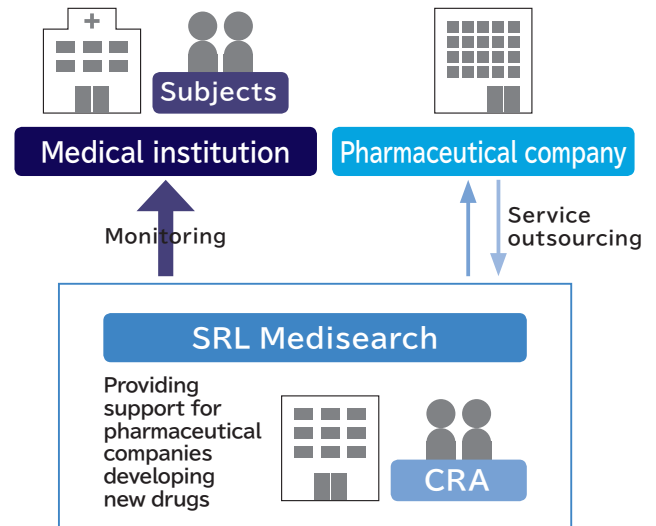 Subjects
Medical institution
Pharmaceutical company
Monitoring
Service
outsourcing
SRL Medisearch
Providing
support for
pharmaceutical
companies
developing
new drugs
CRA